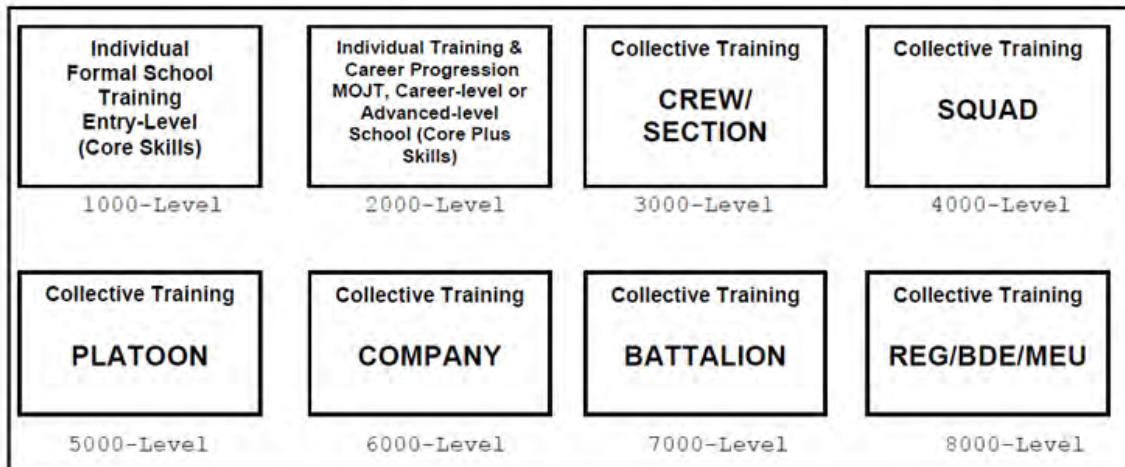 Individual
Formal School
Training
Entry-Level
(Core Skills)
1000-Level
Individual Training &
Career Progression
MOJT, Career-level or
Advanced-level
School (Core Plus
Skills)
2000-Level
Collective Training
CREW/
SECTION
3000-Level
Collective Training
SQUAD
4000-Level
Collective Training
PLATOON
5000-Level
Collective Training
COMPANY
6000-Level
Collective Training
BATTALION
7000-Level
Collective Training
REG/BDE/MEU
8000-Level